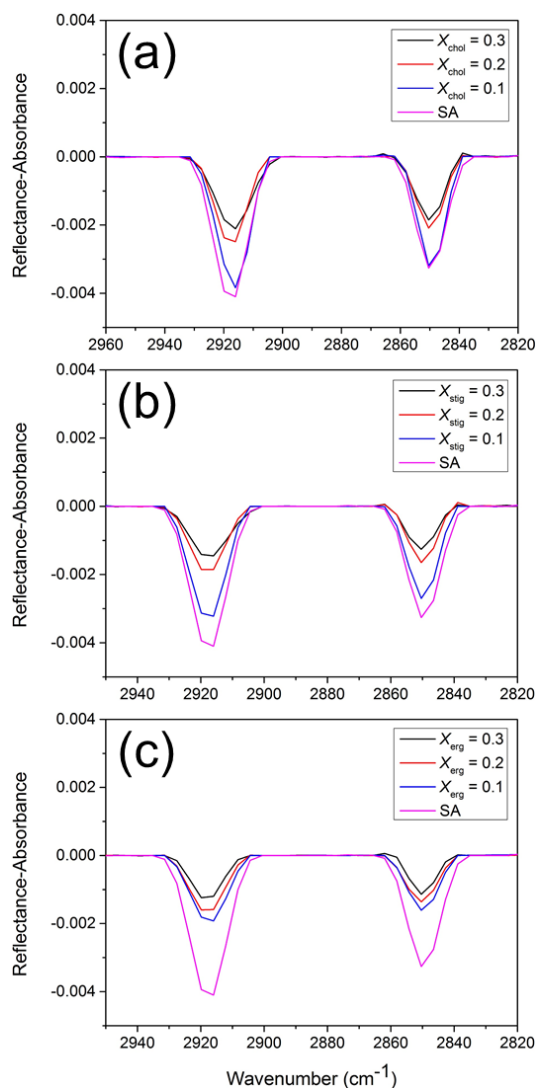 (a)
X chol = 0.3
X chol = 0.2
X chol = 0.1
SA
Reflectance-Absorbance
0.004
0.002
0.000
-0.002
-0.004
2960 2940 2920 2900 2880 2860 2840 2820
(b)
X stig = 0.3
X stig = 0.2
X stig = 0.1
SA
Reflectance-Absorbance
0.004
0.002
0.000
-0.002
-0.004
2940 2920 2900 2880 2860 2840 2820
(c)
X erg = 0.3
X erg = 0.2
X erg = 0.1
SA
Reflectance-Absorbance
0.004
0.002
0.000
-0.002
-0.004
2940 2920 2900 2880 2860 2840 2820
Wavenumber (cm⁻¹)